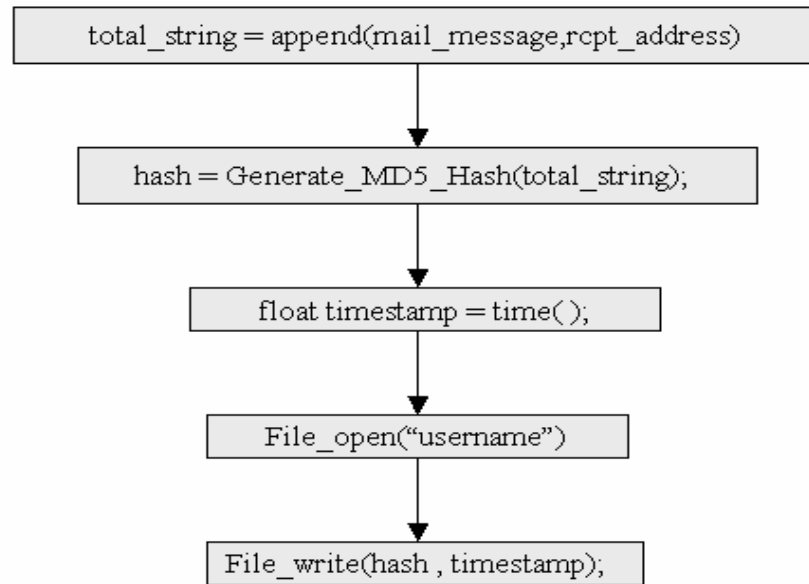 total_string = append(mail_message,rcpt_address)
hash = Generate_MD5_Hash(total_string);
float timestamp = time( );
File_open(“username”)
File_write(hash , timestamp);